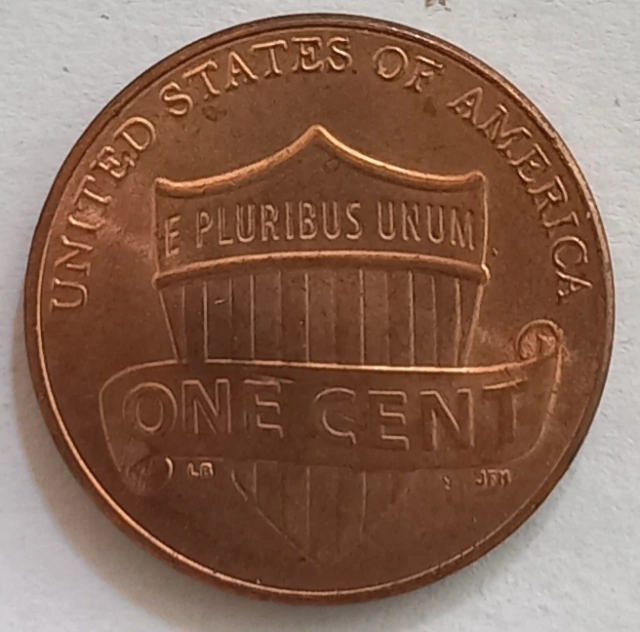 UNITED STATES OF AMERICA
E PLURIBUS UNUM
ONE CENT
LB JFM